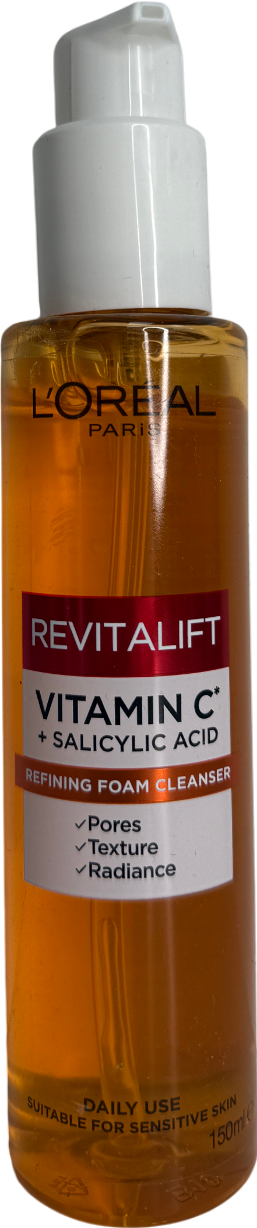 L'ORÉAL
PARIS
REVITALIFT
VITAMIN C*
+ SALICYLIC ACID
REFINING FOAM CLEANSER
✓Pores
✓Texture
✓Radiance
DAILY USE
SUITABLE FOR SENSITIVE SKIN
150ml